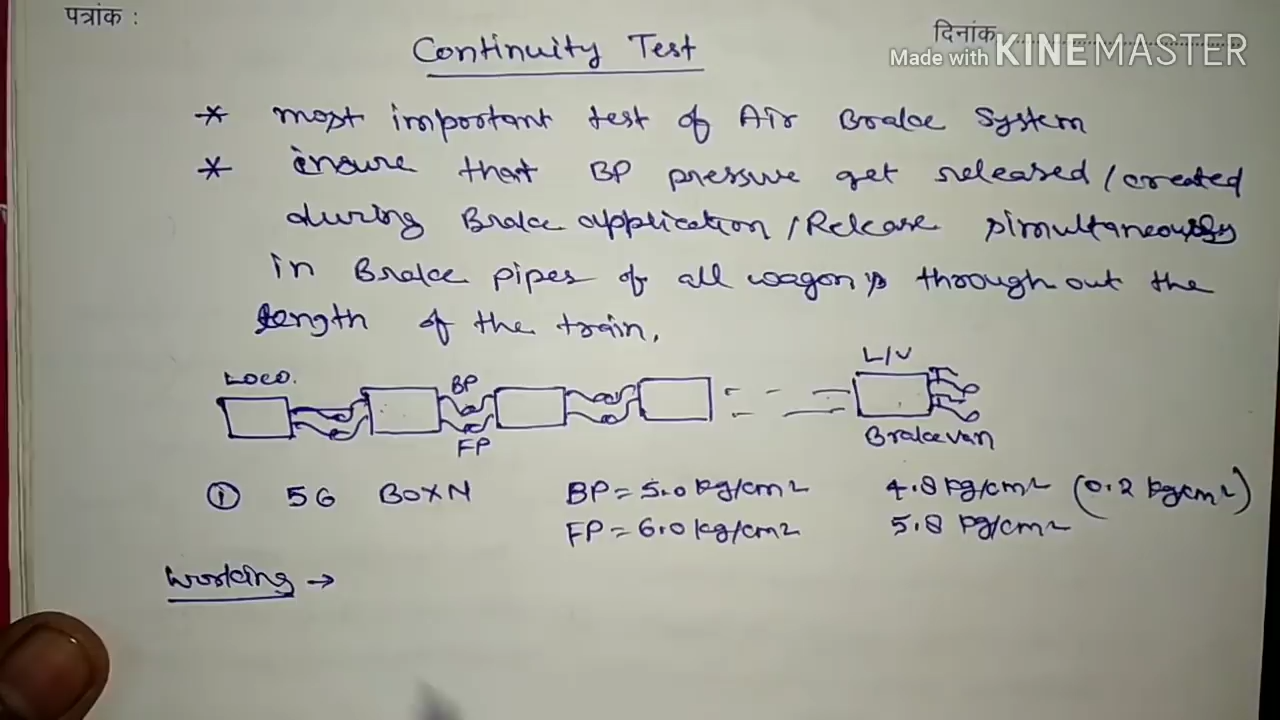 पत्रांक :
दिनांक
Made with KINEMASTER
Continuity Test
* most important test of Air Brake System
* ensure that BP pressure get released / created
during Brake application / Release simultaneously
in Brake pipes of all wagons through out the
length of the train.
LOCO.
BP
L/V
FP
Brakevan
① 56 BOXN BP = 5.0 kg/cm2 4.8 kg/cm2 (0.2 kg/cm2)
FP = 6.0 kg/cm2 5.8 kg/cm2
Working →